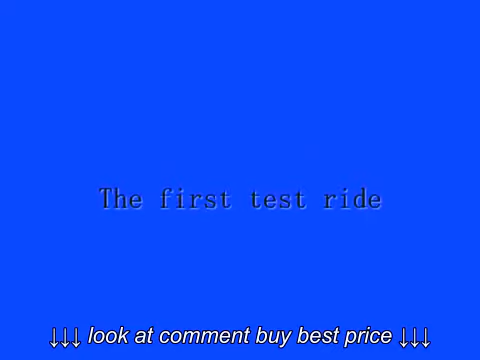 The first test ride
↓↓↓ look at comment buy best price ↓↓↓